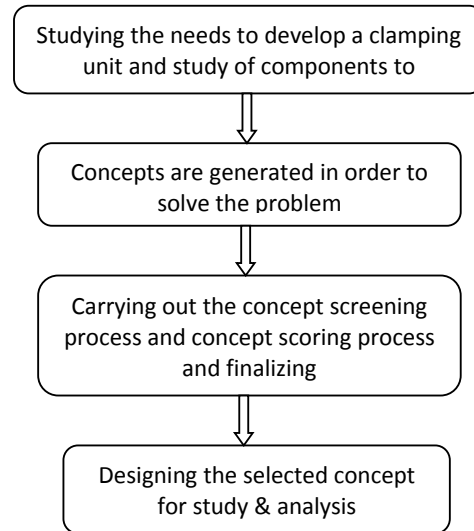 Studying the needs to develop a clamping
unit and study of components to
Concepts are generated in order to
solve the problem
Carrying out the concept screening
process and concept scoring process
and finalizing
Designing the selected concept
for study & analysis